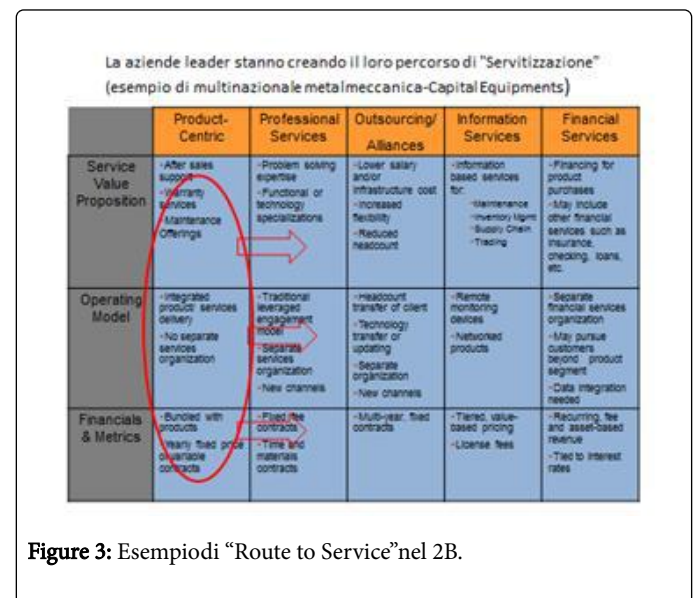 La aziende leader stanno creando il loro percorso di "Servitizzazione"
(esempio di multinazionale metalmeccanica-Capital Equipments)
Product-
Centric
Professional
Services
Outsourcing/
Alliances
Information
Services
Financial
Services
Service
Value
Proposition
-After sales
support
-Warranty
services
-Maintenance
Offerings
-Problem solving
expertise
-Functional or
technology
specializations
-Lower salary
and/or
infrastructure cost
-Increased
flexibility
-Reduced
headcount
-Information
based services
for:
-Maintenance
-Inventory Mgmt
-Supply Chain
-Trading
-Financing for
product
purchases
-May include
other financial
services such as
insurance,
checking, loans,
etc.
Operating
Model
-Integrated
product/ services
delivery
-No separate
services
organization
-Traditional
leveraged
engagement
model
-Separate
services
organization
-New channels
-Headcount
transfer of client
-Technology
transfer or
updating
-Separate
organization
-New channels
-Remote
monitoring
devices
-Networked
products
-Separate
financial services
organization
-May pursue
customers
beyond product
segment
-Data integration
needed
Financials
& Metrics
-Bundled with
products
-Yearly fixed price
or variable
contracts
-Fixed fee
contracts
-Time and
materials
contracts
-Multi-year, fixed
contracts
-Tiered, value-
based pricing
-License fees
-Recurring, fee
and asset-based
revenue
-Tied to interest
rates
Figure 3: Esempiodi “Route to Service”nel 2B.